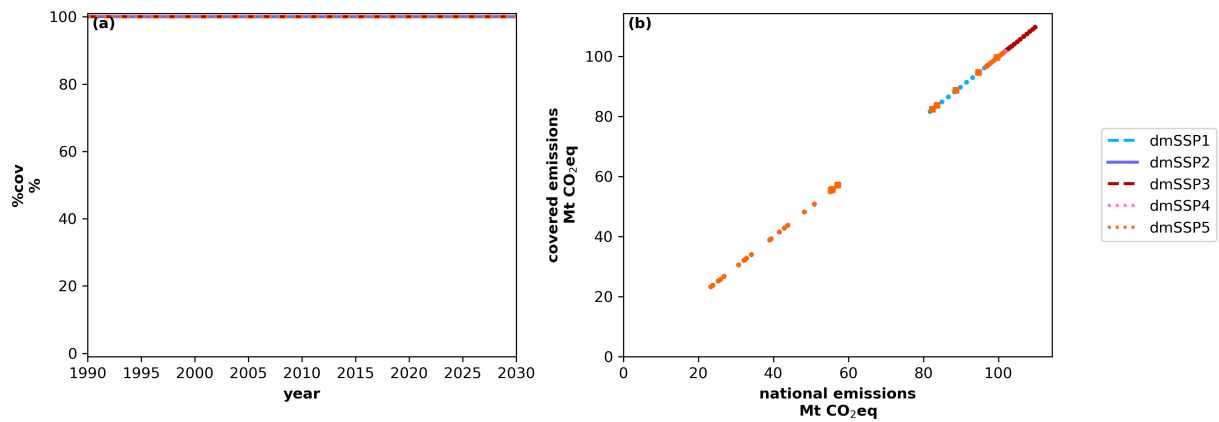 (a)
100
80
60
40
20
0
%cov
%
1990 1995 2000 2005 2010 2015 2020 2025 2030
year
(b)
100
80
60
40
20
0
covered emissions
Mt CO₂eq
0 20 40 60 80 100
national emissions
Mt CO₂eq
dmSSP1
dmSSP2
dmSSP3
dmSSP4
dmSSP5